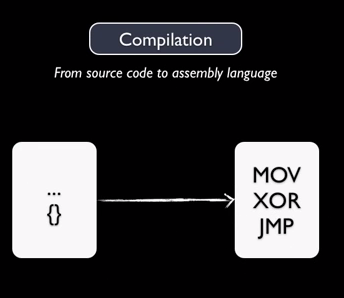 Compilation
From source code to assembly language
...
{}
MOV
XOR
JMP